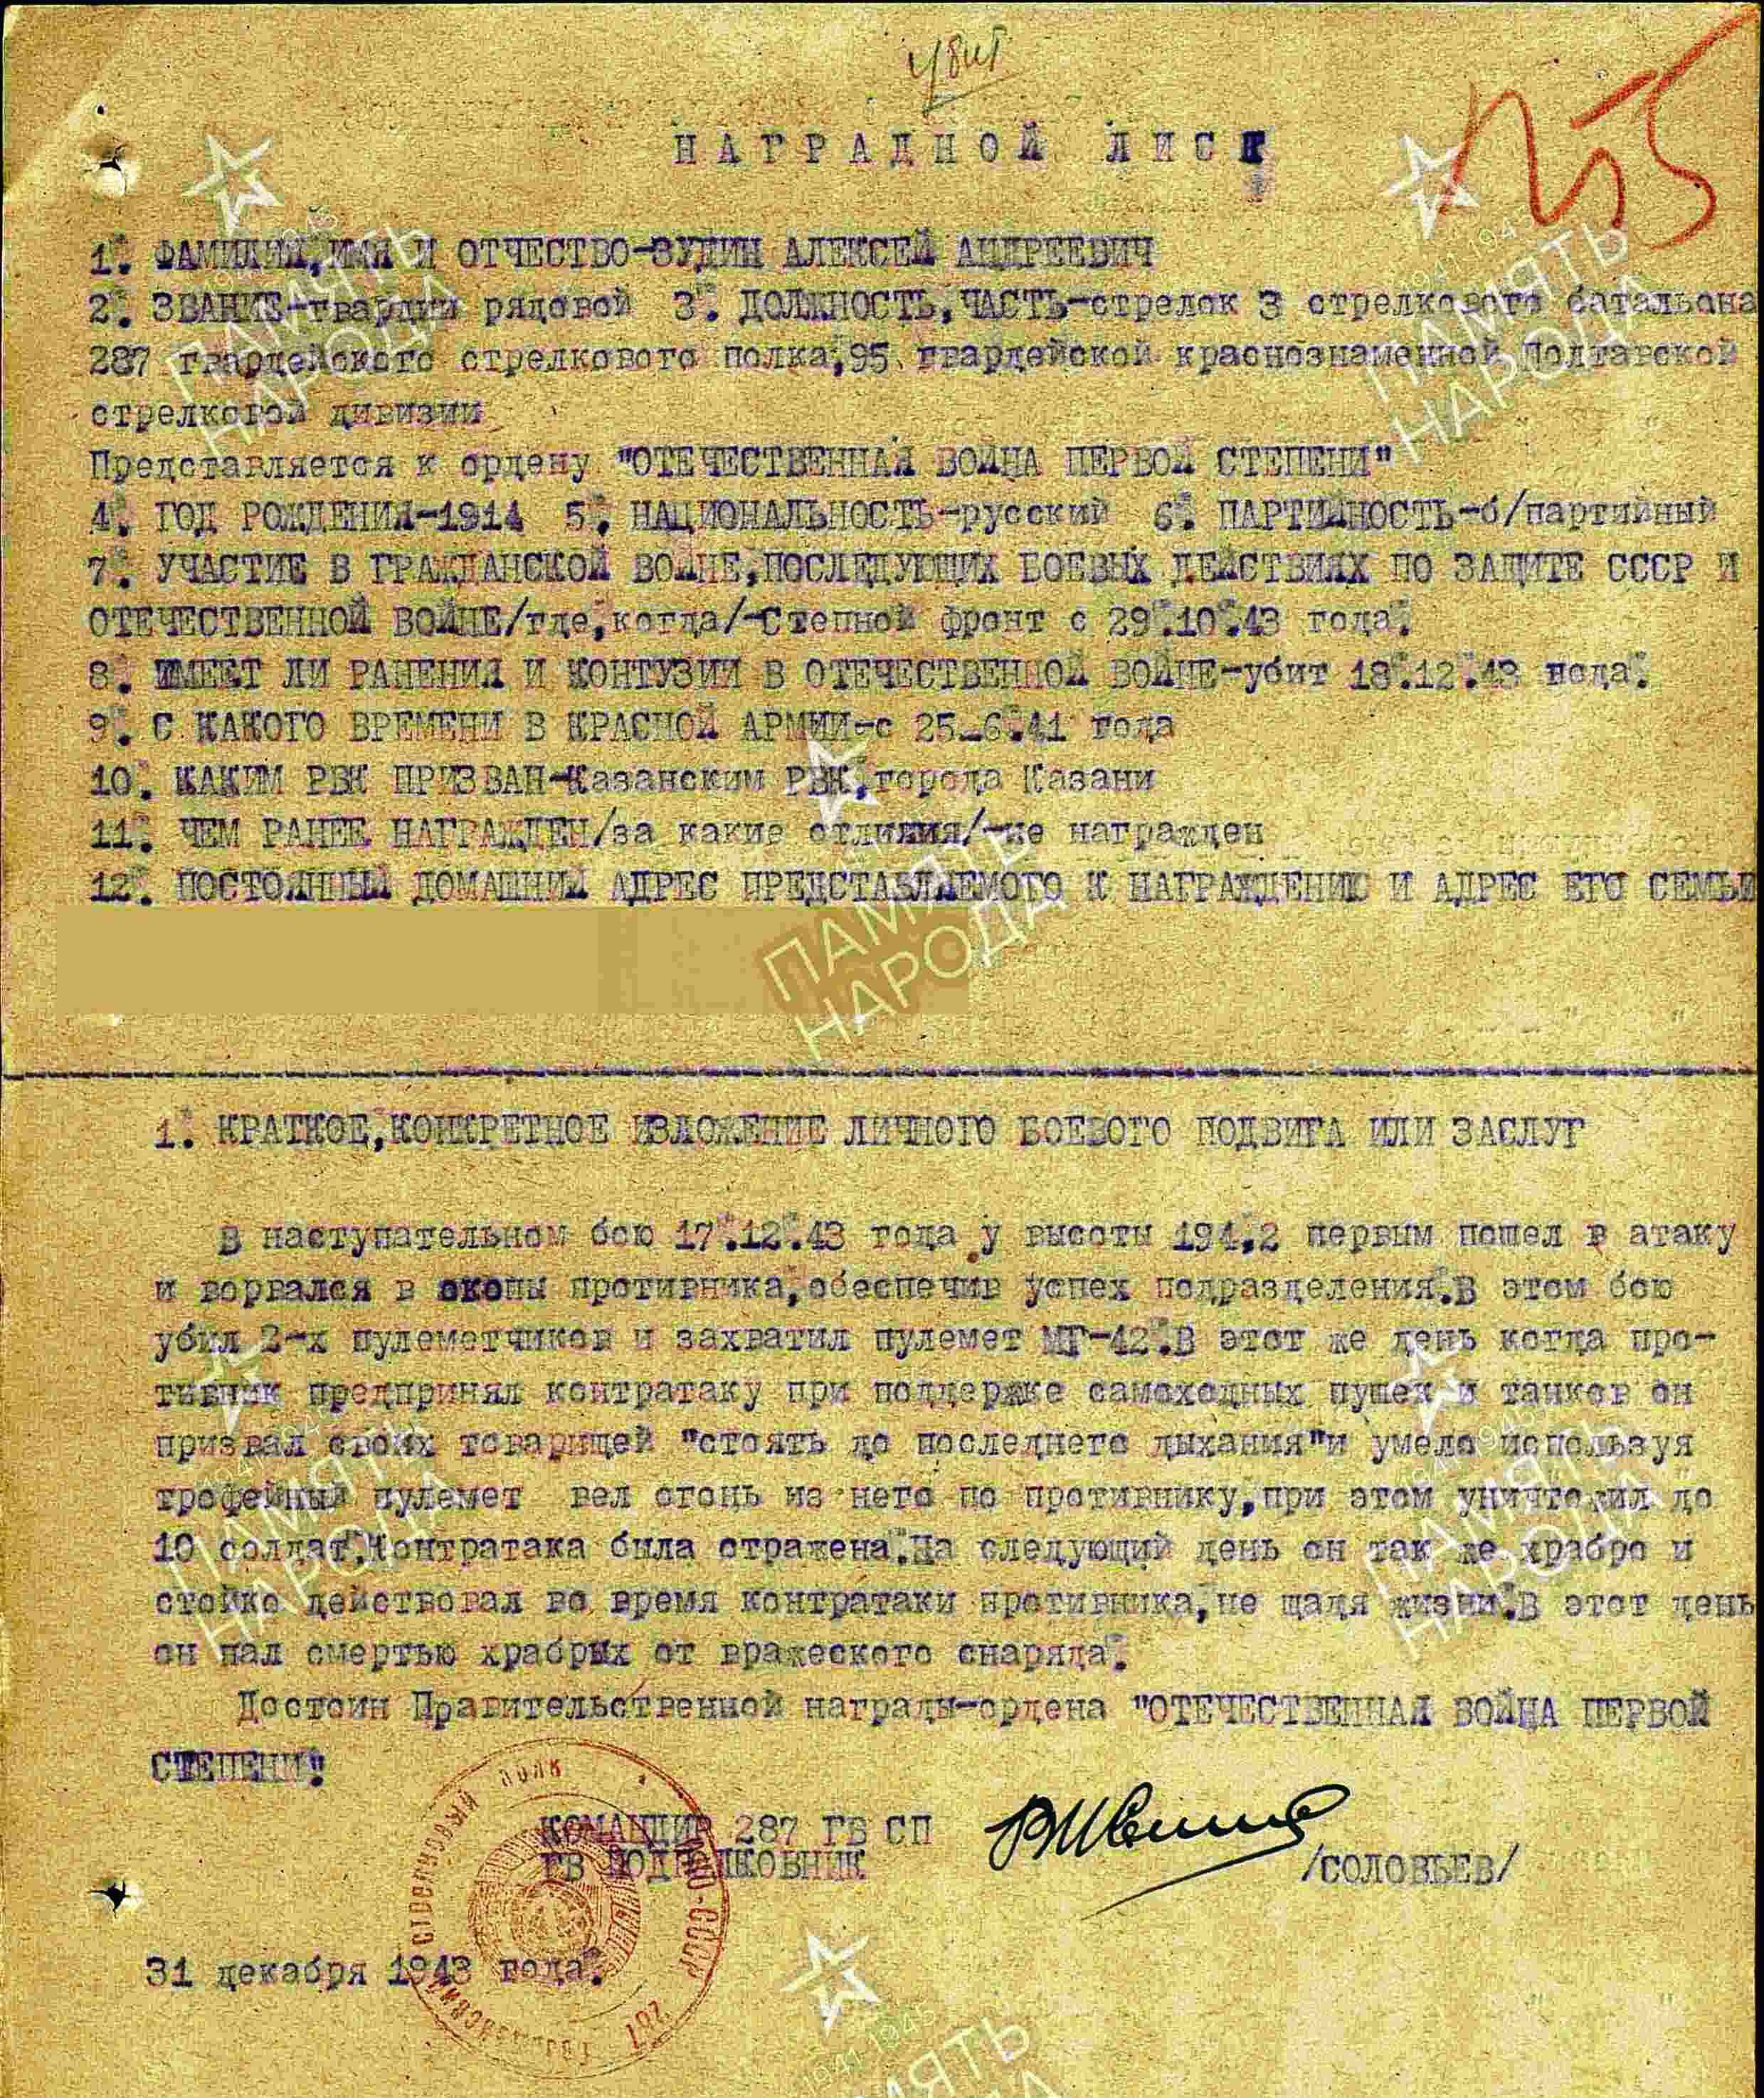 убит
НАГРАДНОЙ ЛИСТ
1. ФАМИЛИЯ,ИМЯ И ОТЧЕСТВО-ЗУДИН АЛЕКСЕЙ АНДРЕЕВИЧ
2. ЗВАНИЕ-гвардии рядовой 3. ДОЛЖНОСТЬ,ЧАСТЬ-стрелок 3 стрелкового батальона
287 гвардейского стрелкового полка,95 гвардейской краснознаменной Полтавской
стрелковой дивизии
Представляется к ордену "ОТЕЧЕСТВЕННАЯ ВОЙНА ПЕРВОЙ СТЕПЕНИ"
4. ГОД РОЖДЕНИЯ-1914 5. НАЦИОНАЛЬНОСТЬ-русский 6. ПАРТИЙНОСТЬ-б/партийный
7. УЧАСТИЕ В ГРАЖДАНСКОЙ ВОЙНЕ,ПОСЛЕДУЮЩИХ БОЕВЫХ ДЕЙСТВИЯХ ПО ЗАЩИТЕ СССР И
ОТЕЧЕСТВЕННОЙ ВОЙНЕ/где,когда/-Степной фронт с 29.10.43 года.
8. ИМЕЕТ ЛИ РАНЕНИЯ И КОНТУЗИИ В ОТЕЧЕСТВЕННОЙ ВОЙНЕ-убит 18.12.43 года.
9. С КАКОГО ВРЕМЕНИ В КРАСНОЙ АРМИИ-с 25.6.41 года
10. КАКИМ РВК ПРИЗВАН-Казанским РВК,города Казани
11. ЧЕМ РАНЕЕ НАГРАЖДЕН/за какие отличия/-не награжден
12. ПОСТОЯННЫЙ ДОМАШНИЙ АДРЕС ПРЕДСТАВЛЯЕМОГО К НАГРАЖДЕНИЮ И АДРЕС ЕГО СЕМЬИ
1. КРАТКОЕ,КОНКРЕТНОЕ ИЗЛОЖЕНИЕ ЛИЧНОГО БОЕВОГО ПОДВИГА ИЛИ ЗАСЛУГ
В наступательном бою 17.12.43 года у высоты 194,2 первым пошел в атаку
и ворвался в окопы противника,обеспечив успех подразделения.В этом бою
убил 2-х пулеметчиков и захватил пулемет МГ-42.В этот же день когда про-
тивник предпринял контратаку при поддержке самоходных пушек и танков он
призвал своих товарищей "стоять до последнего дыхания"и умело используя
трофейный пулемет вел огонь из него по противнику,при этом уничтожил до
10 солдат.Контратака была отражена.На следующий день он так же храбро и
стойко действовал во время контратаки противника,не щадя жизни.В этот день
он пал смертью храбрых от вражеского снаряда.
Достоин Правительственной награды-ордена "ОТЕЧЕСТВЕННАЯ ВОЙНА ПЕРВОЙ
СТЕПЕНИ".
КОМАНДИР 287 ГВ СП
ГВ ПОДПОЛКОВНИК
/СОЛОВЬЕВ/
31 декабря 1943 года.
СТРЕЛКОВЫЙ ПОЛК
НКО-СССР
287
ПАМЯТЬ НАРОДА
1941-1945